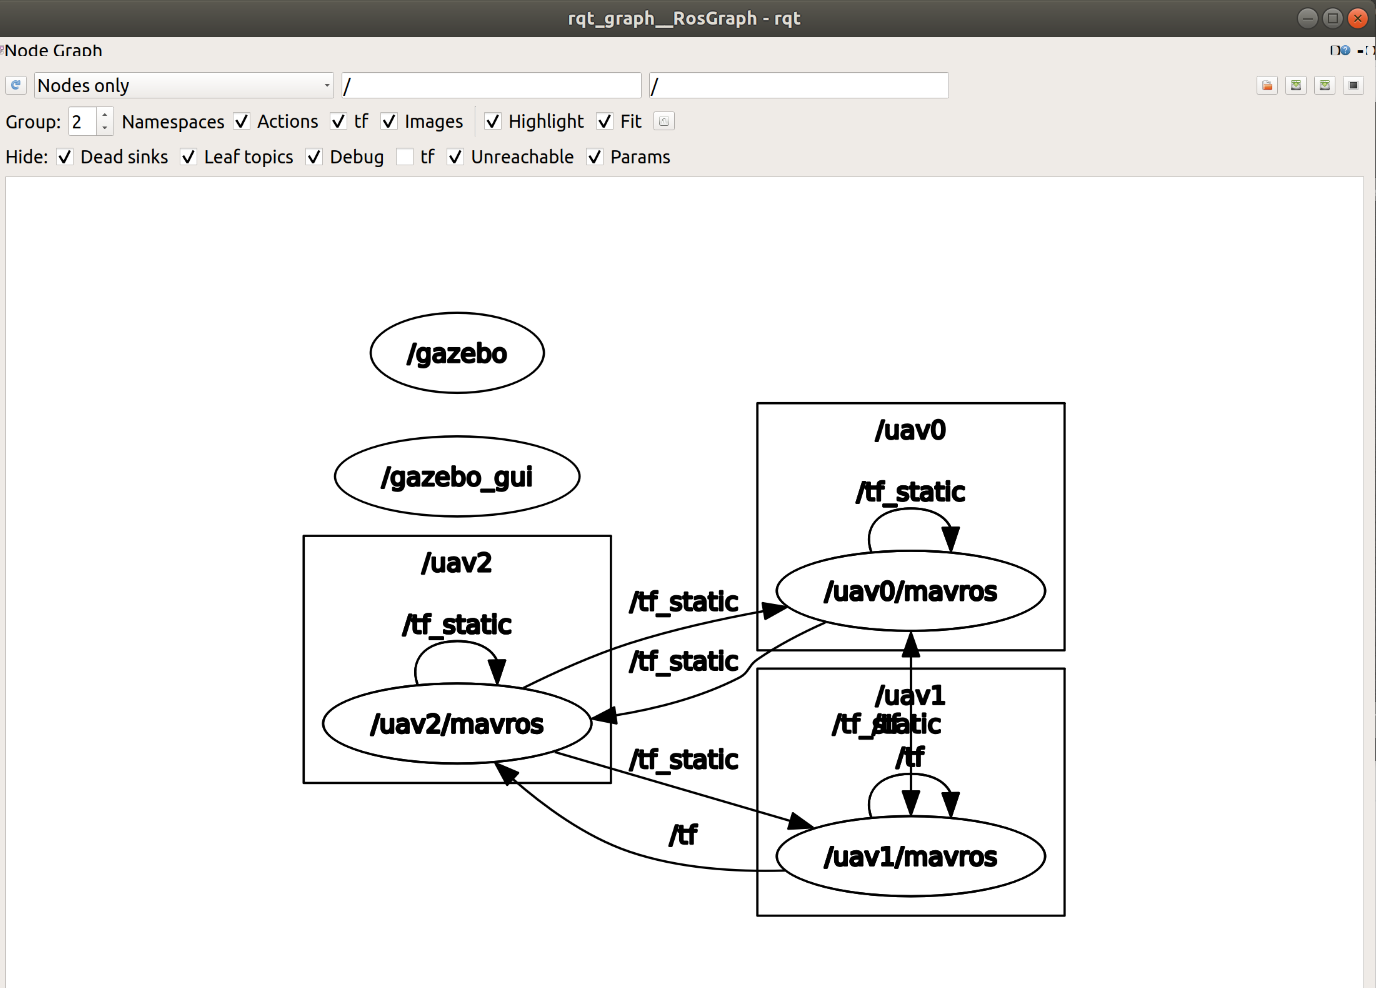 rqt_graph__RosGraph - rqt
Node Graph
Nodes only / /
Group: 2 Namespaces Actions tf Images Highlight Fit
Hide: Dead sinks Leaf topics Debug tf Unreachable Params
/gazebo
/gazebo_gui
/uav2
/tf_static
/uav2/mavros
/tf_static
/tf_static
/tf_static
/tf
/uav0
/tf_static
/uav0/mavros
/uav1
/tf_static
/tf
/tf
/uav1/mavros